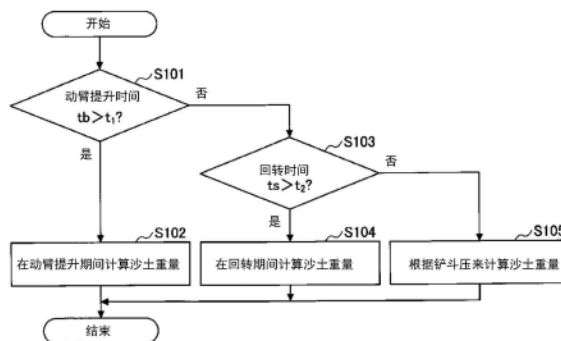 开始
S101
动臂提升时间
tb>t₁?
否
是
S103
回转时间
ts>t₂?
否
是
S102
在动臂提升期间计算沙土重量
S104
在回转期间计算沙土重量
S105
根据铲斗压来计算沙土重量
结束